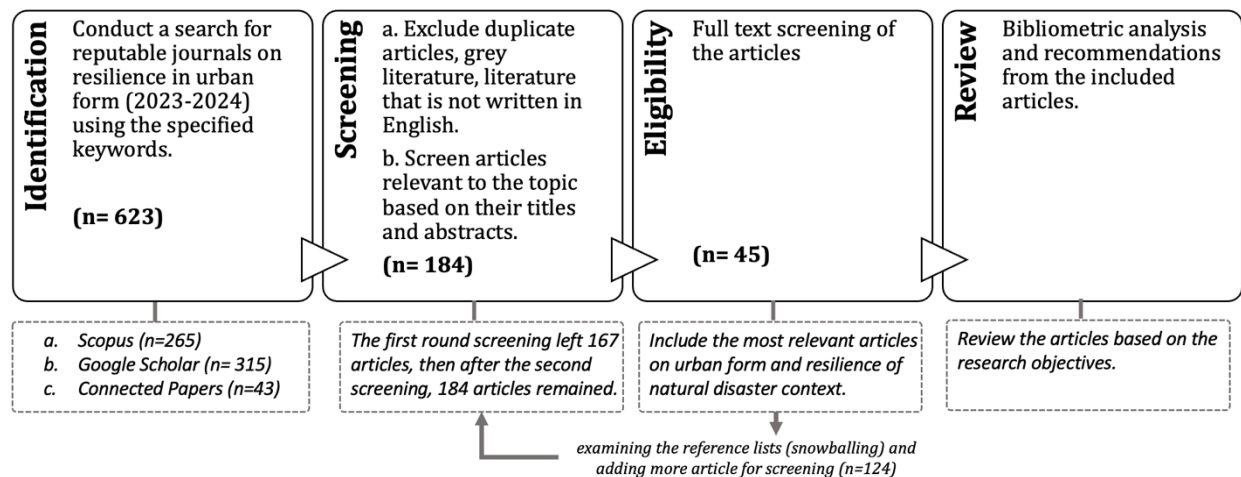 Identification
Conduct a search for
reputable journals on
resilience in urban
form (2023-2024)
using the specified
keywords.
(n= 623)
Screening
a. Exclude duplicate
articles, grey
literature, literature
that is not written in
English.
b. Screen articles
relevant to the topic
based on their titles
and abstracts.
(n= 184)
Eligibility
Full text screening of
the articles
(n= 45)
Review
Bibliometric analysis
and recommendations
from the included
articles.
a. Scopus (n=265)
b. Google Scholar (n= 315)
c. Connected Papers (n=43)
The first round screening left 167
articles, then after the second
screening, 184 articles remained.
Include the most relevant articles
on urban form and resilience of
natural disaster context.
Review the articles based on the
research objectives.
examining the reference lists (snowballing) and
adding more article for screening (n=124)